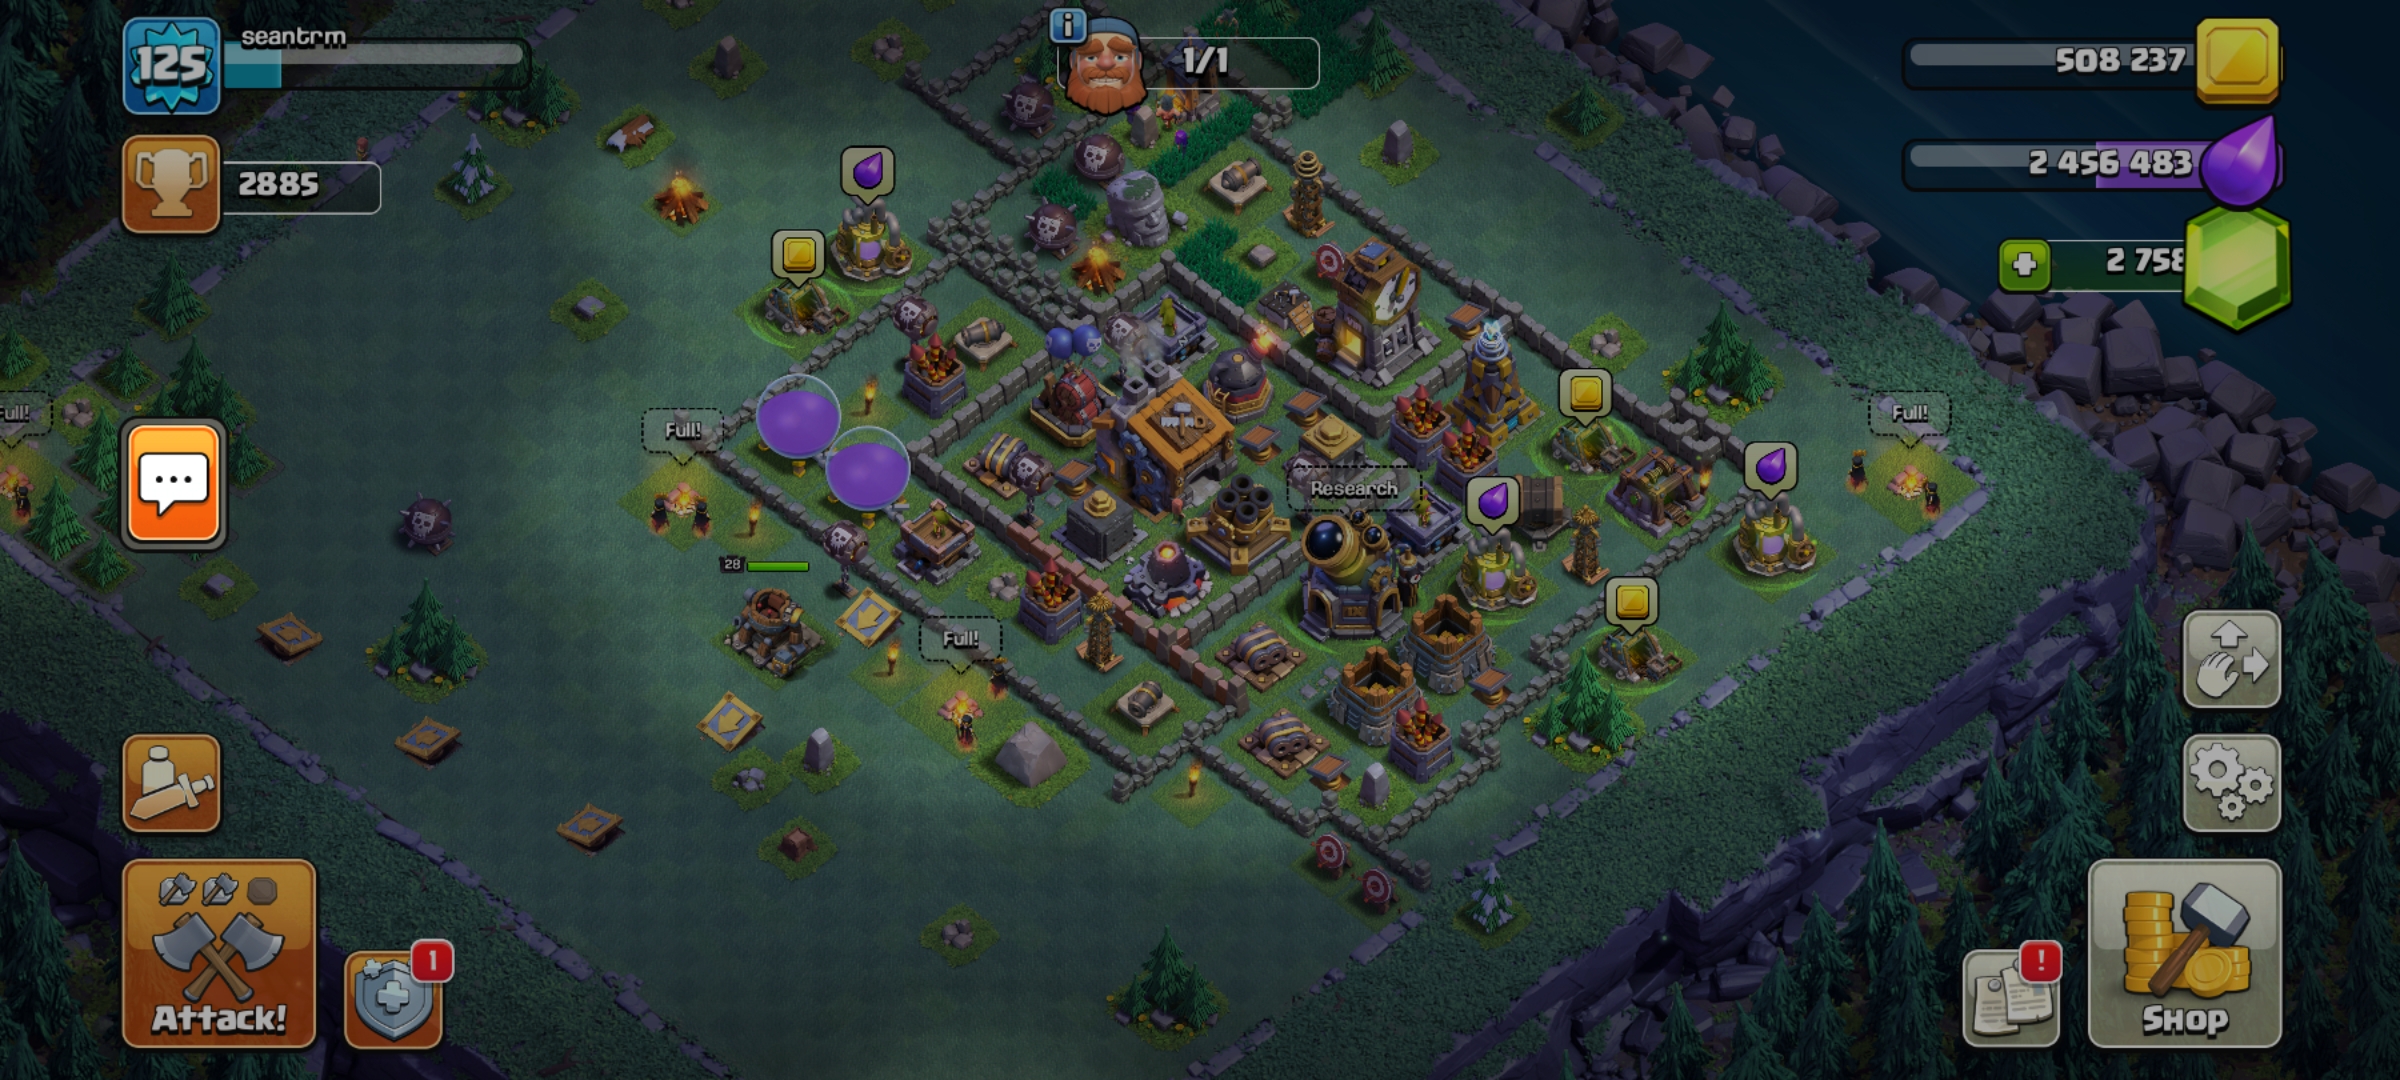 125
seantrm
i
1/1
508 237
2885
2 456 483
2 758
Full!
Full!
Full!
Research
28
Full!
1
Attack!
!
Shop